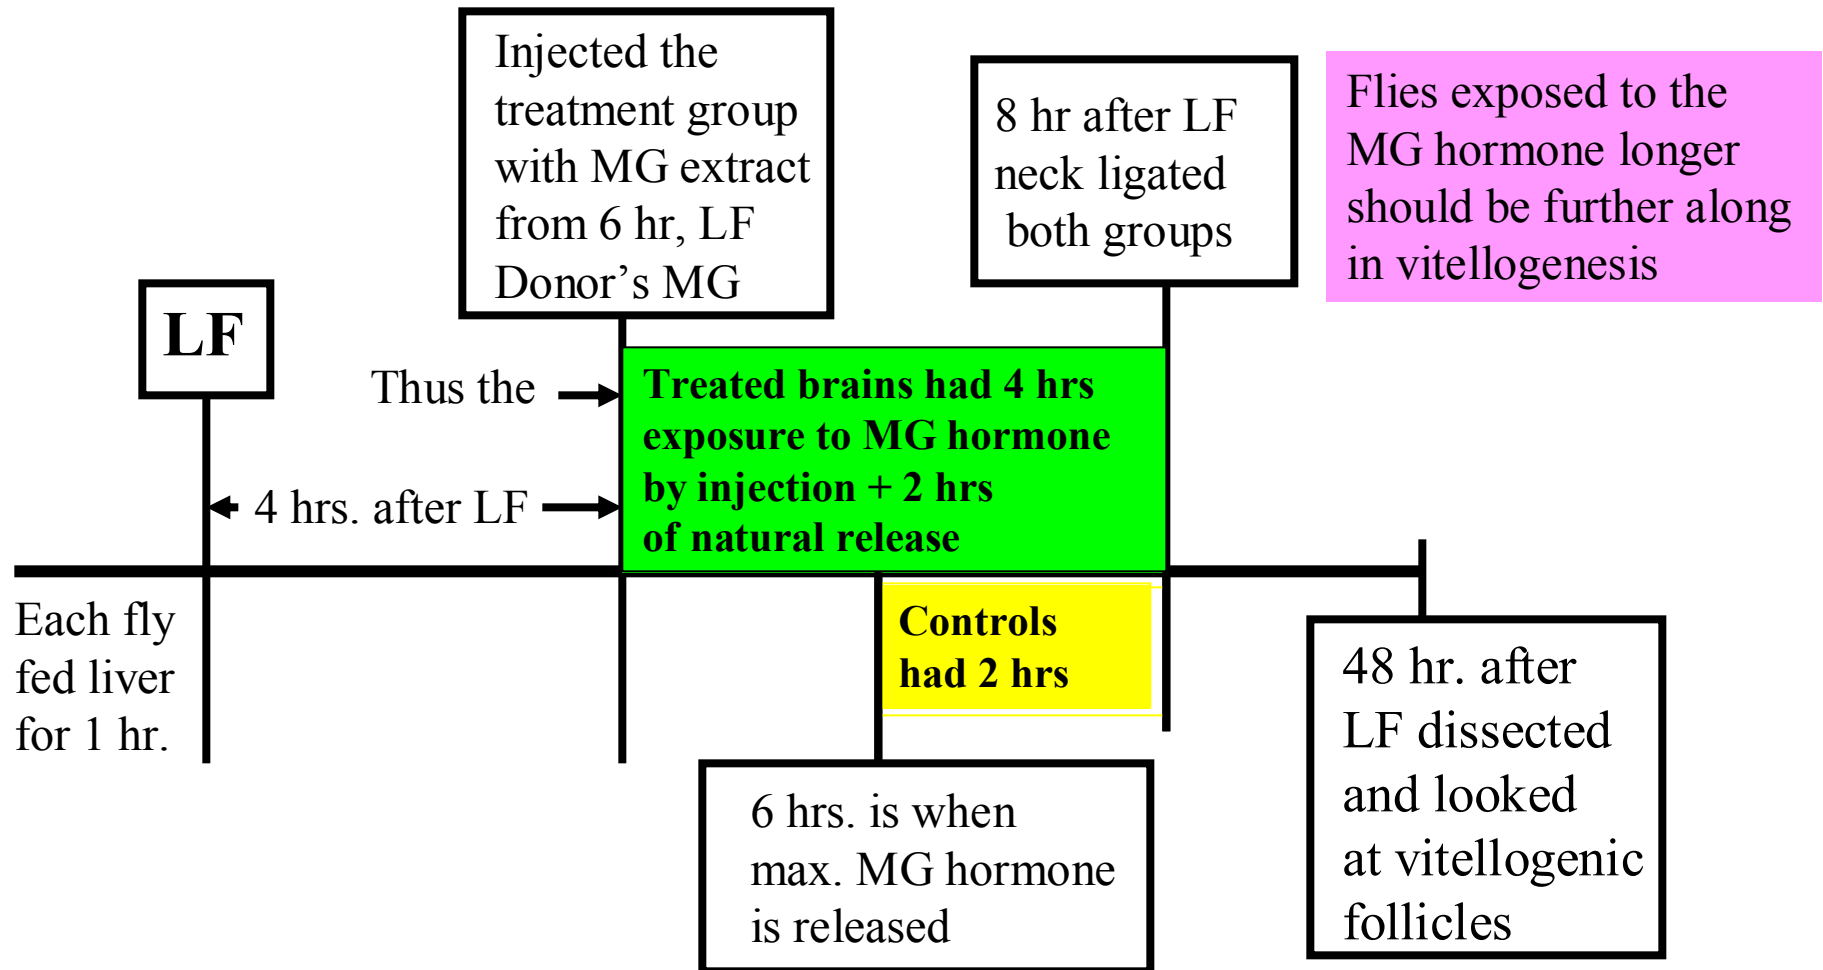 Injected the
treatment group
with MG extract
from 6 hr, LF
Donor's MG
8 hr after LF
neck ligated
both groups
Flies exposed to the
MG hormone longer
should be further along
in vitellogenesis
LF
Thus the
Treated brains had 4 hrs
exposure to MG hormone
by injection + 2 hrs
of natural release
4 hrs. after LF
Each fly
fed liver
for 1 hr.
Controls
had 2 hrs
6 hrs. is when
max. MG hormone
is released
48 hr. after
LF dissected
and looked
at vitellogenic
follicles